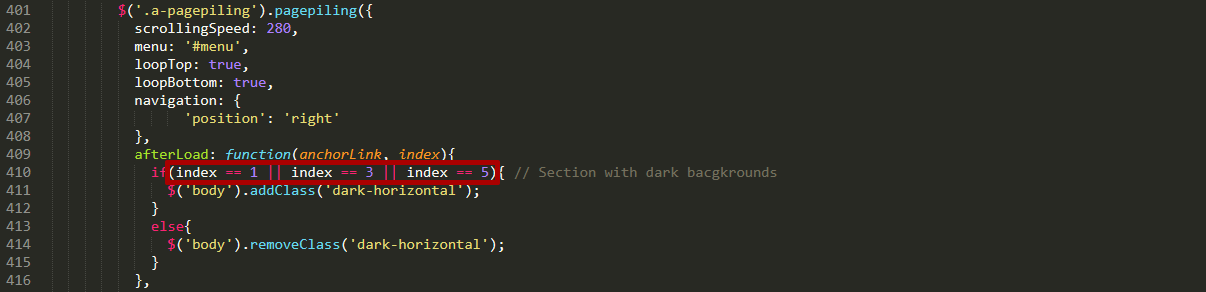 401 $('.a-pagepiling').pagepiling({
402 scrollingSpeed: 280,
403 menu: '#menu',
404 loopTop: true,
405 loopBottom: true,
406 navigation: {
407 'position': 'right'
408 },
409 afterLoad: function(anchorLink, index){
410 if(index == 1 || index == 3 || index == 5){ // Section with dark bacgkrounds
411 $('body').addClass('dark-horizontal');
412 }
413 else{
414 $('body').removeClass('dark-horizontal');
415 }
416 },